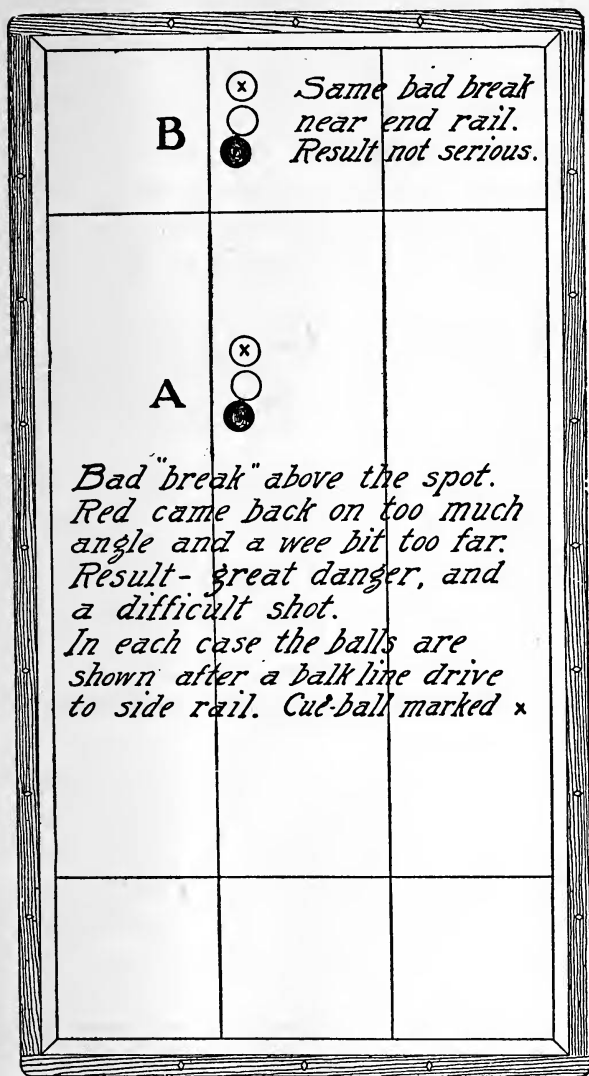 B
Same bad break
near end rail.
Result not serious.
A
Bad "break" above the spot.
Red came back on too much
angle and a wee bit too far.
Result - great danger, and
a difficult shot.
In each case the balls are
shown after a balk line drive
to side rail. Cue-ball marked x